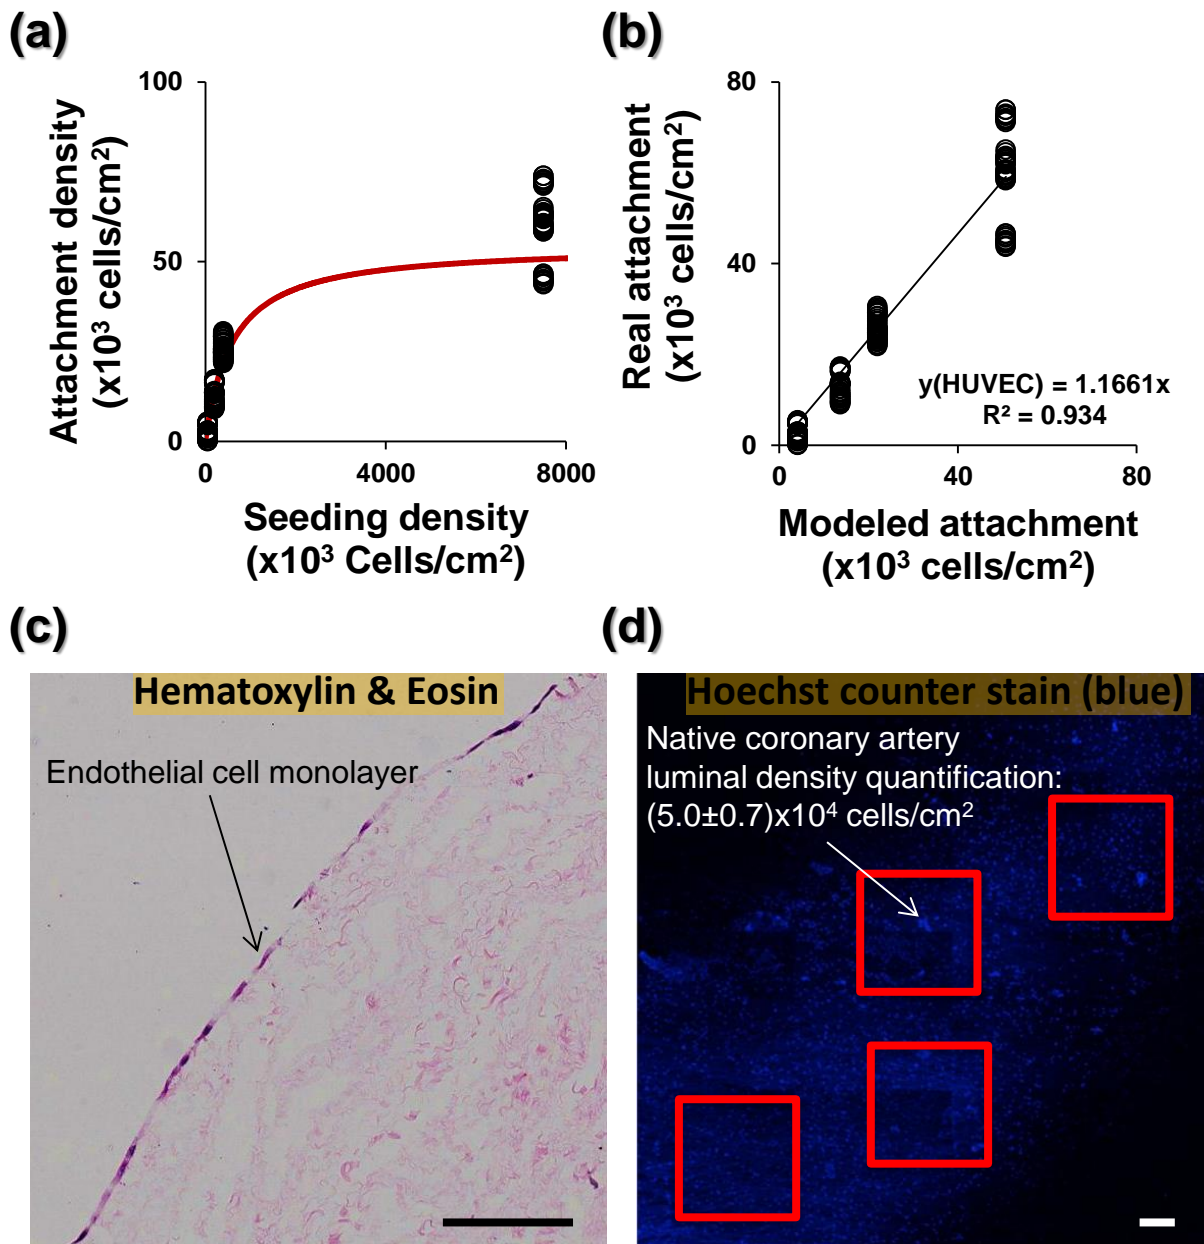 (a)
100
50
0
0
4000
8000
Attachment density
(x10³ cells/cm²)
Seeding density
(x10³ Cells/cm²)
(b)
80
40
0
0
40
80
Real attachment
(x10³ cells/cm²)
y(HUVEC) = 1.1661x
R² = 0.934
Modeled attachment
(x10³ cells/cm²)
(c)
Hematoxylin & Eosin
Endothelial cell monolayer
(d)
Hoechst counter stain (blue)
Native coronary artery
luminal density quantification:
(5.0±0.7)x10⁴ cells/cm²